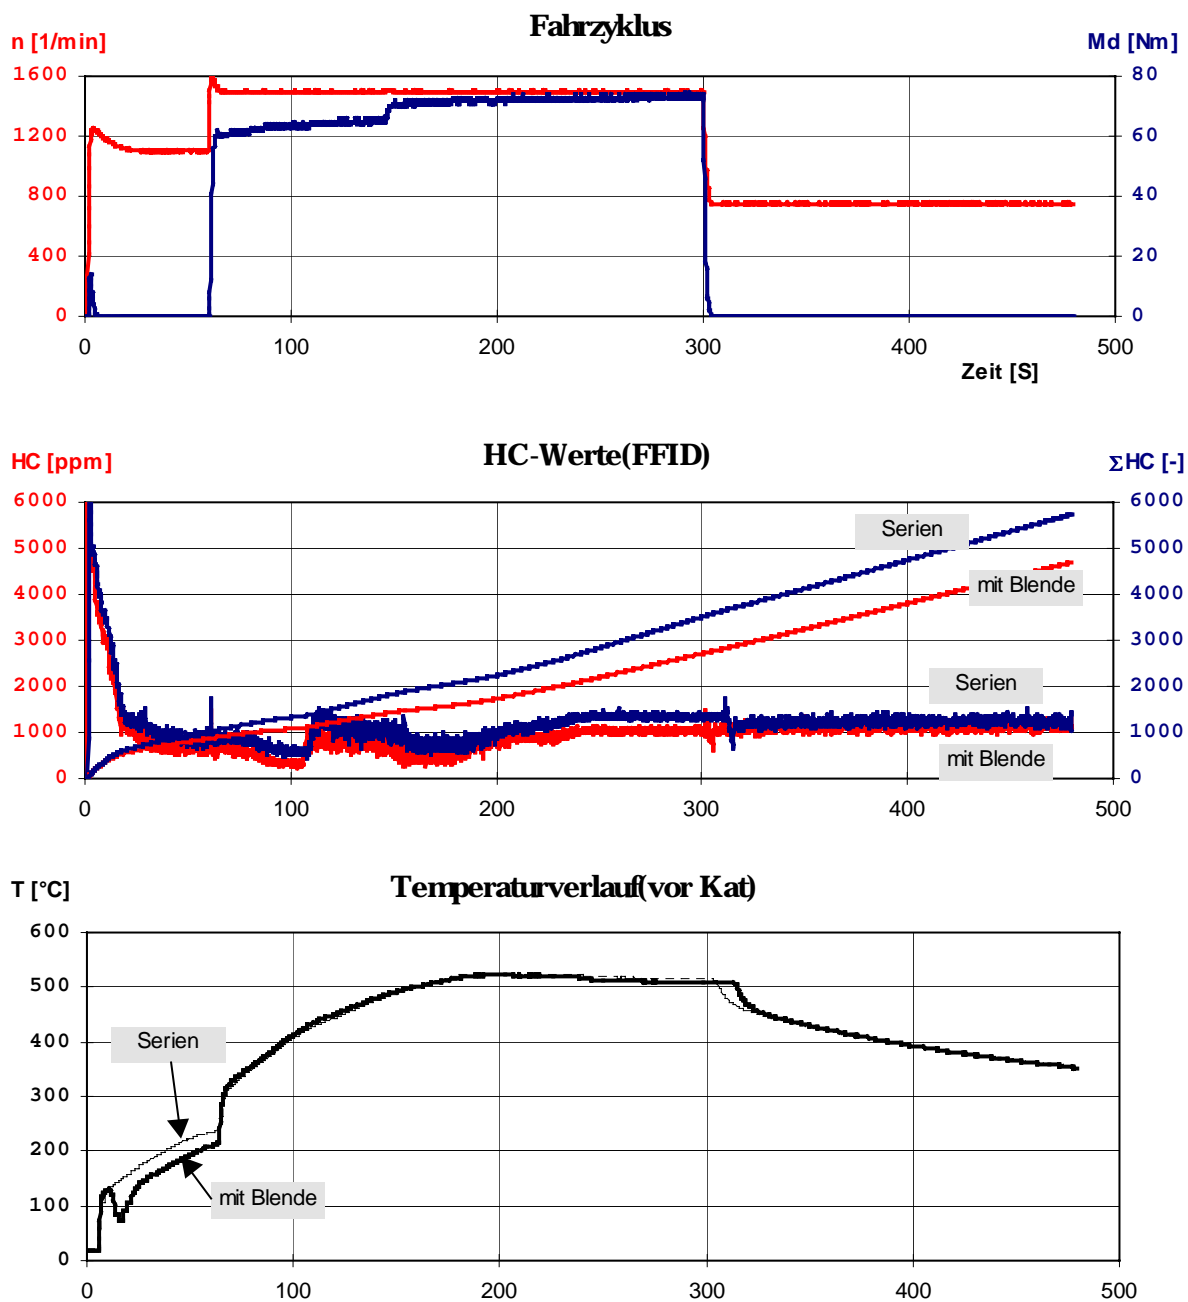 Fahrzyklus
n [1/min] Md [Nm]
1600 80
1200 60
800 40
400 20
0 0
0 100 200 300 400 500
Zeit [S]
HC-Werte(FFID)
HC [ppm] ΣHC [-]
6000 6000
Serien
5000 5000
mit Blende
4000 4000
3000 3000
2000 2000
Serien
1000 1000
mit Blende
0 0
0 100 200 300 400 500
T [°C] Temperaturverlauf(vor Kat)
600
500
400
Serien
300
200
mit Blende
100
0
0 100 200 300 400 500